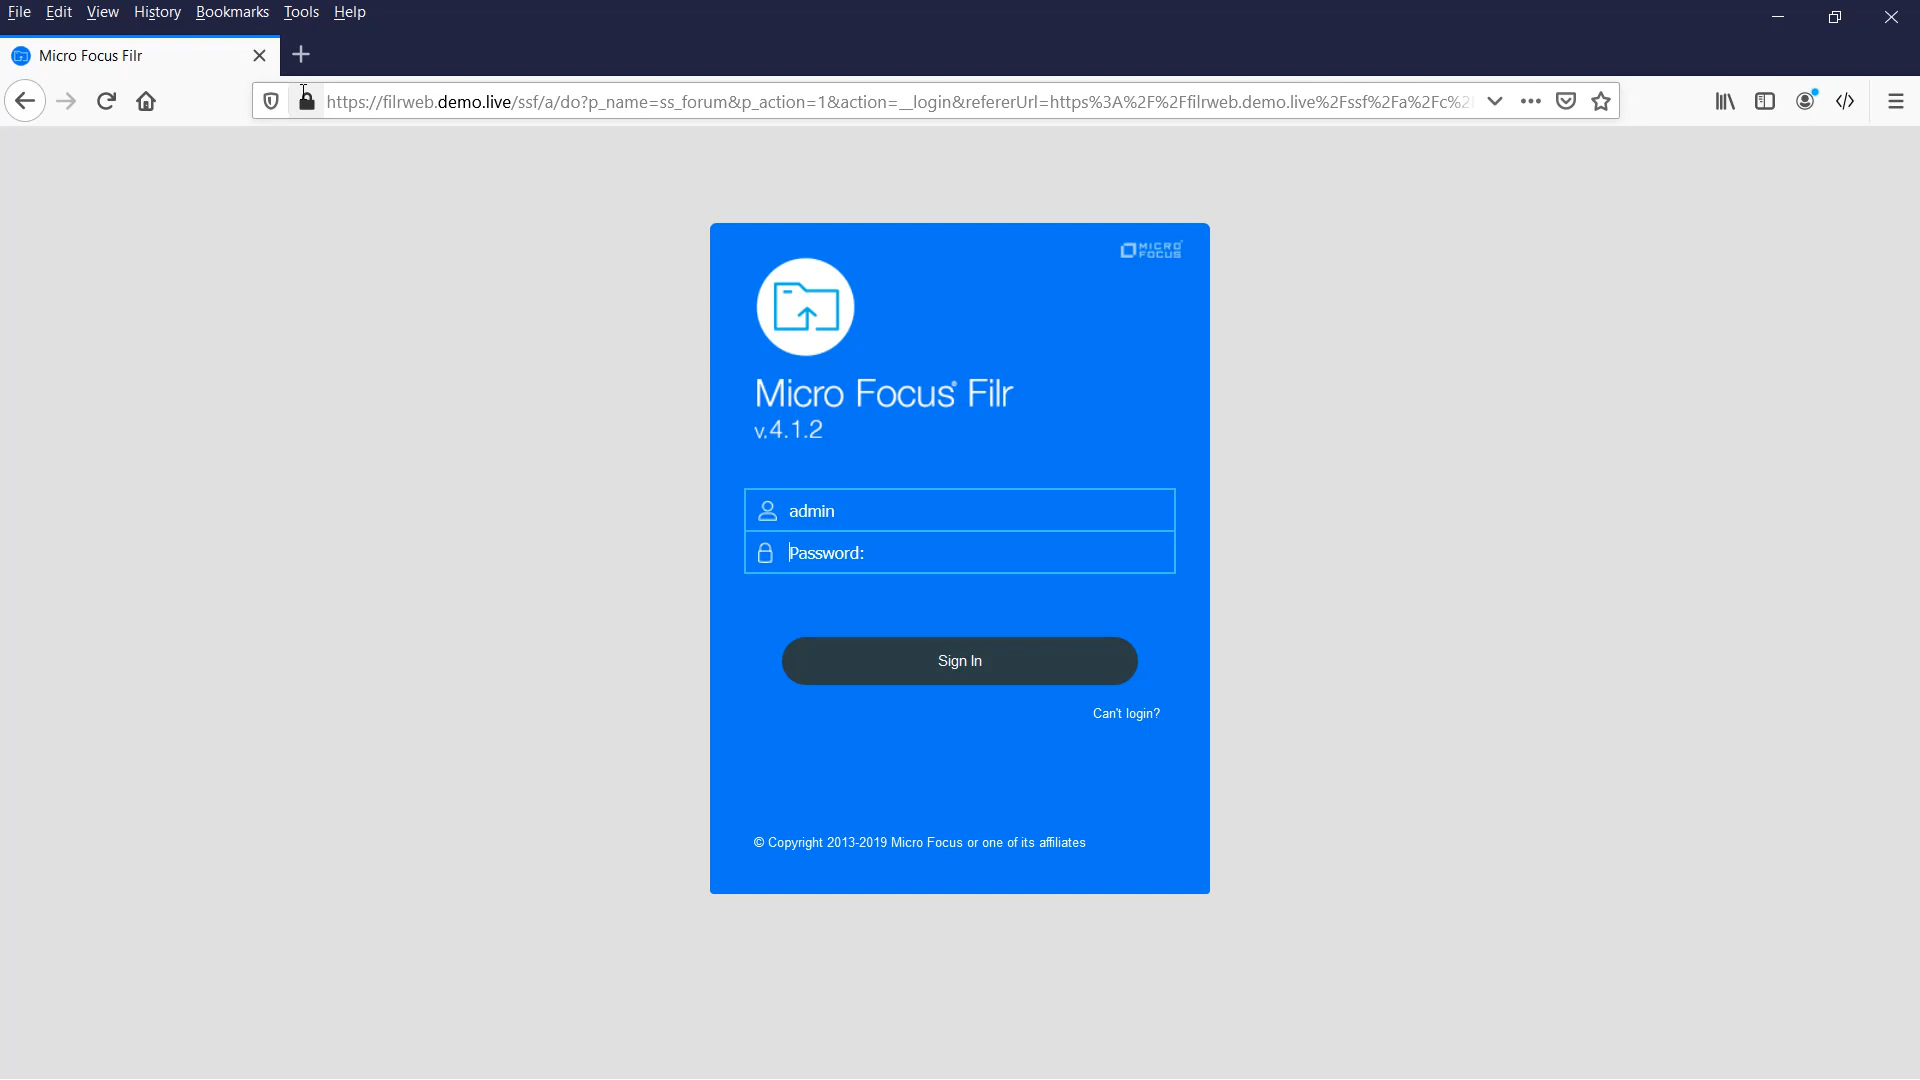 File Edit View History Bookmarks Tools Help
Micro Focus Filr
https://filrweb.demo.live/ssf/a/do?p_name=ss_forum&p_action=1&action=__login&refererUrl=https%3A%2F%2Ffilrweb.demo.live%2Fssf%2Fa%2Fc%2
MICRO
FOCUS
Micro Focus® Filr
v.4.1.2
admin
Password:
Sign In
Can't login?
© Copyright 2013-2019 Micro Focus or one of its affiliates